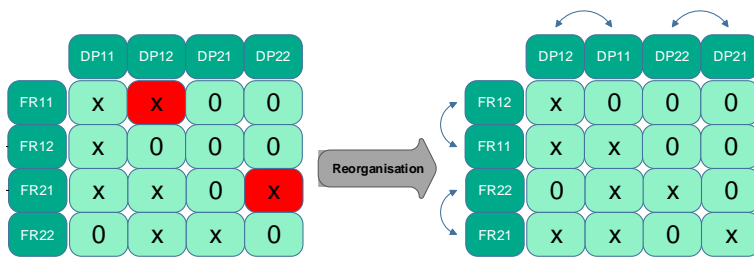 DP11 DP12 DP21 DP22
FR11 x x 0 0
FR12 x 0 0 0
FR21 x x 0 x
FR22 0 x x 0
Reorganisation
DP12 DP11 DP22 DP21
FR12 x 0 0 0
FR11 x x 0 0
FR22 0 x x 0
FR21 x x 0 x